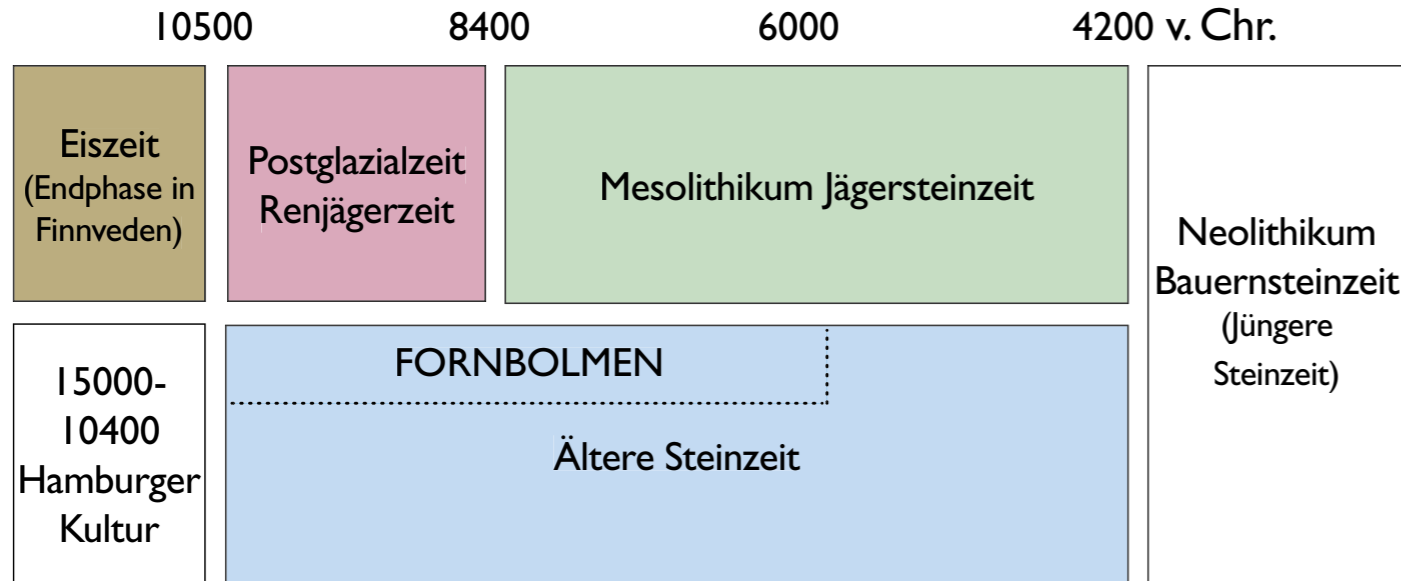 10500 8400 6000 4200 v. Chr.
Eiszeit
(Endphase in
Finnveden)
Postglazialzeit
Renjägerzeit
Mesolithikum Jägersteinzeit
Neolithikum
Bauernsteinzeit
(Jüngere
Steinzeit)
15000-
10400
Hamburger
Kultur
FORNBOLMEN
Ältere Steinzeit